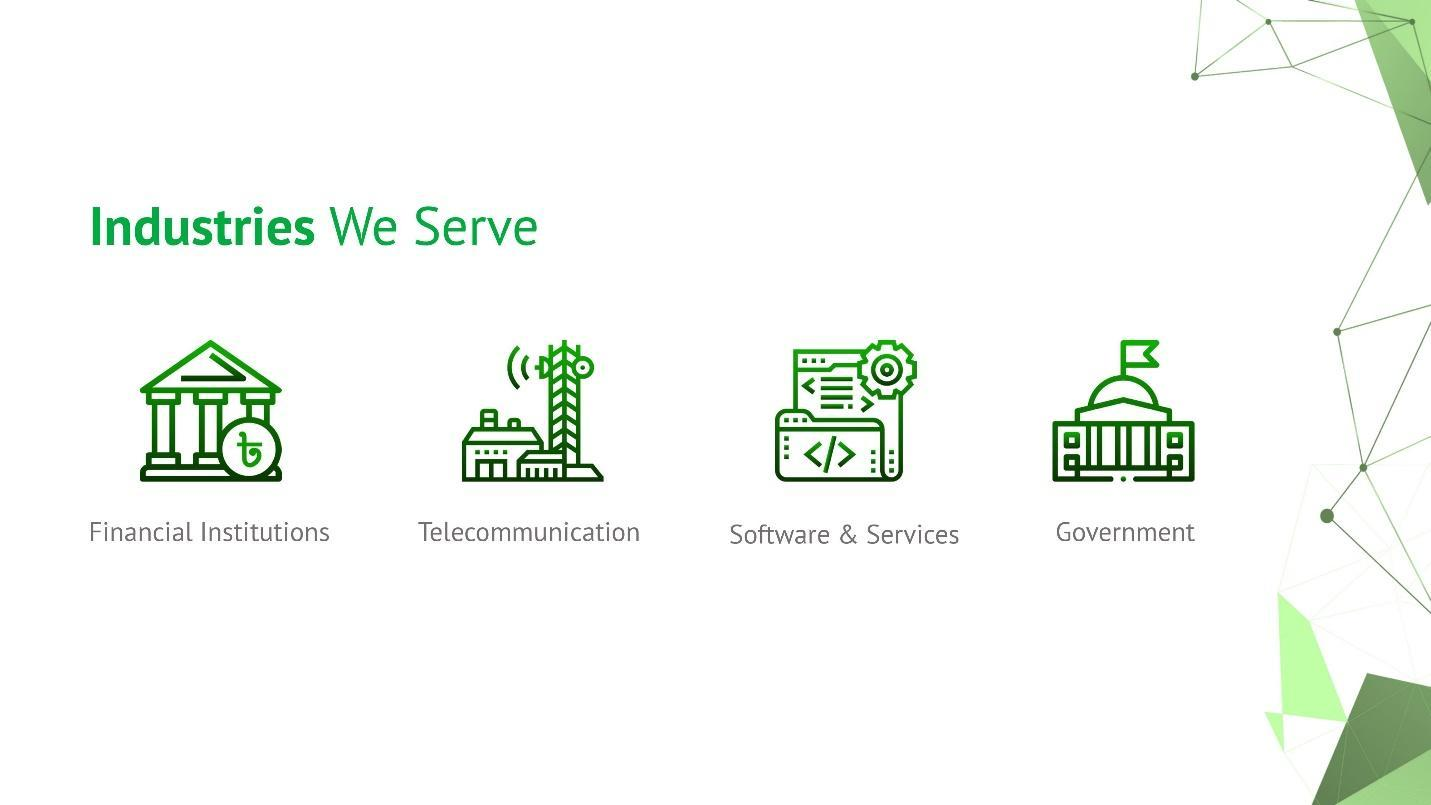 Industries We Serve
৳
</>
</>
Financial Institutions
Telecommunication
Software & Services
Government